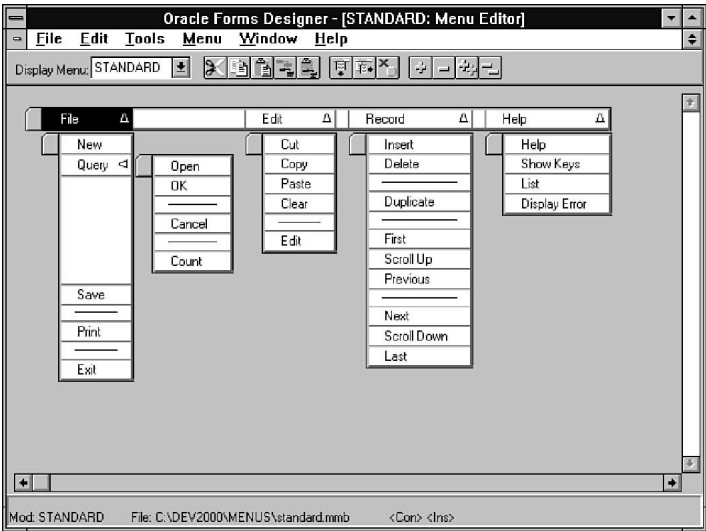 Oracle Forms Designer - [STANDARD: Menu Editor]
File Edit Tools Menu Window Help
Display Menu: STANDARD
File Edit Record Help
New
Query
Save
Print
Exit
Open
OK
Cancel
Count
Cut
Copy
Paste
Clear
Edit
Insert
Delete
Duplicate
First
Scroll Up
Previous
Next
Scroll Down
Last
Help
Show Keys
List
Display Error
Mod: STANDARD File: C:\DEV2000\MENUS\standard.mmb <Con> <Ins>